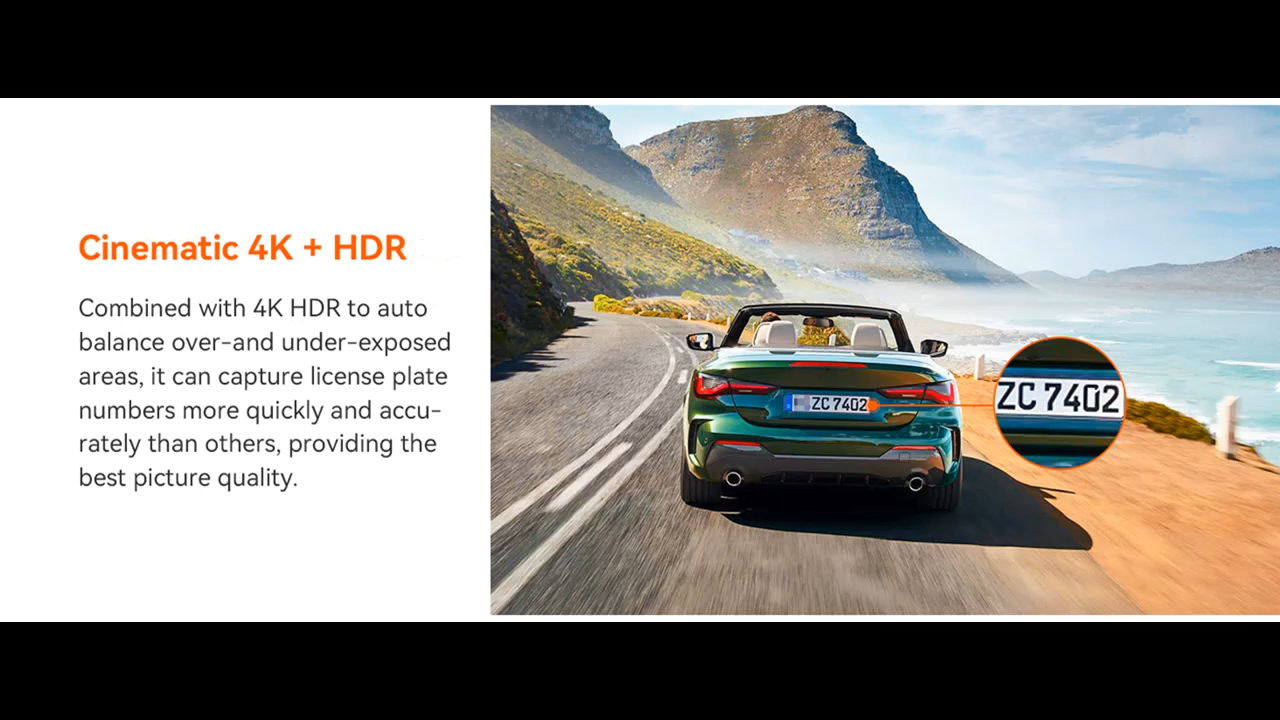 Cinematic 4K + HDR
Combined with 4K HDR to auto
balance over-and under-exposed
areas, it can capture license plate
numbers more quickly and accu-
rately than others, providing the
best picture quality.
ZC 7402
ZC 7402